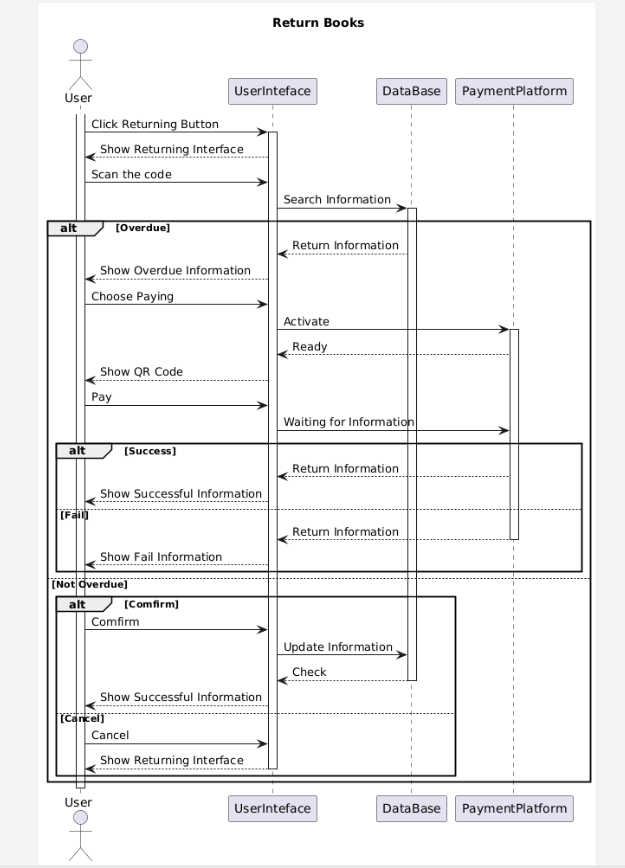 Return Books
User
UserInteface
DataBase
PaymentPlatform
Click Returning Button
Show Returning Interface
Scan the code
Search Information
alt
[Overdue]
Return Information
Show Overdue Information
Choose Paying
Activate
Ready
Show QR Code
Pay
Waiting for Information
alt
[Success]
Return Information
Show Successful Information
[Fail]
Return Information
Show Fail Information
[Not Overdue]
alt
[Comfirm]
Comfirm
Update Information
Check
Show Successful Information
[Cancel]
Cancel
Show Returning Interface
User
UserInteface
DataBase
PaymentPlatform